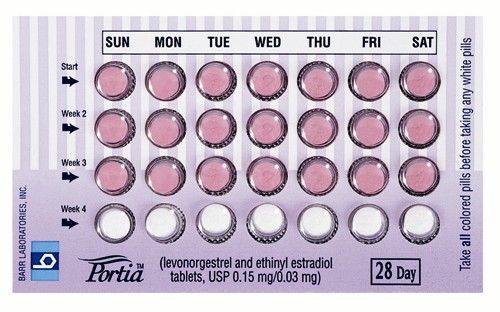 SUN MON TUE WED THU FRI SAT
Start
Week 2
Week 3
Week 4
Take all colored pills before taking any white pills
BARR LABORATORIES, INC.
b
Portia™
(levonorgestrel and ethinyl estradiol
tablets, USP 0.15 mg/0.03 mg)
28 Day